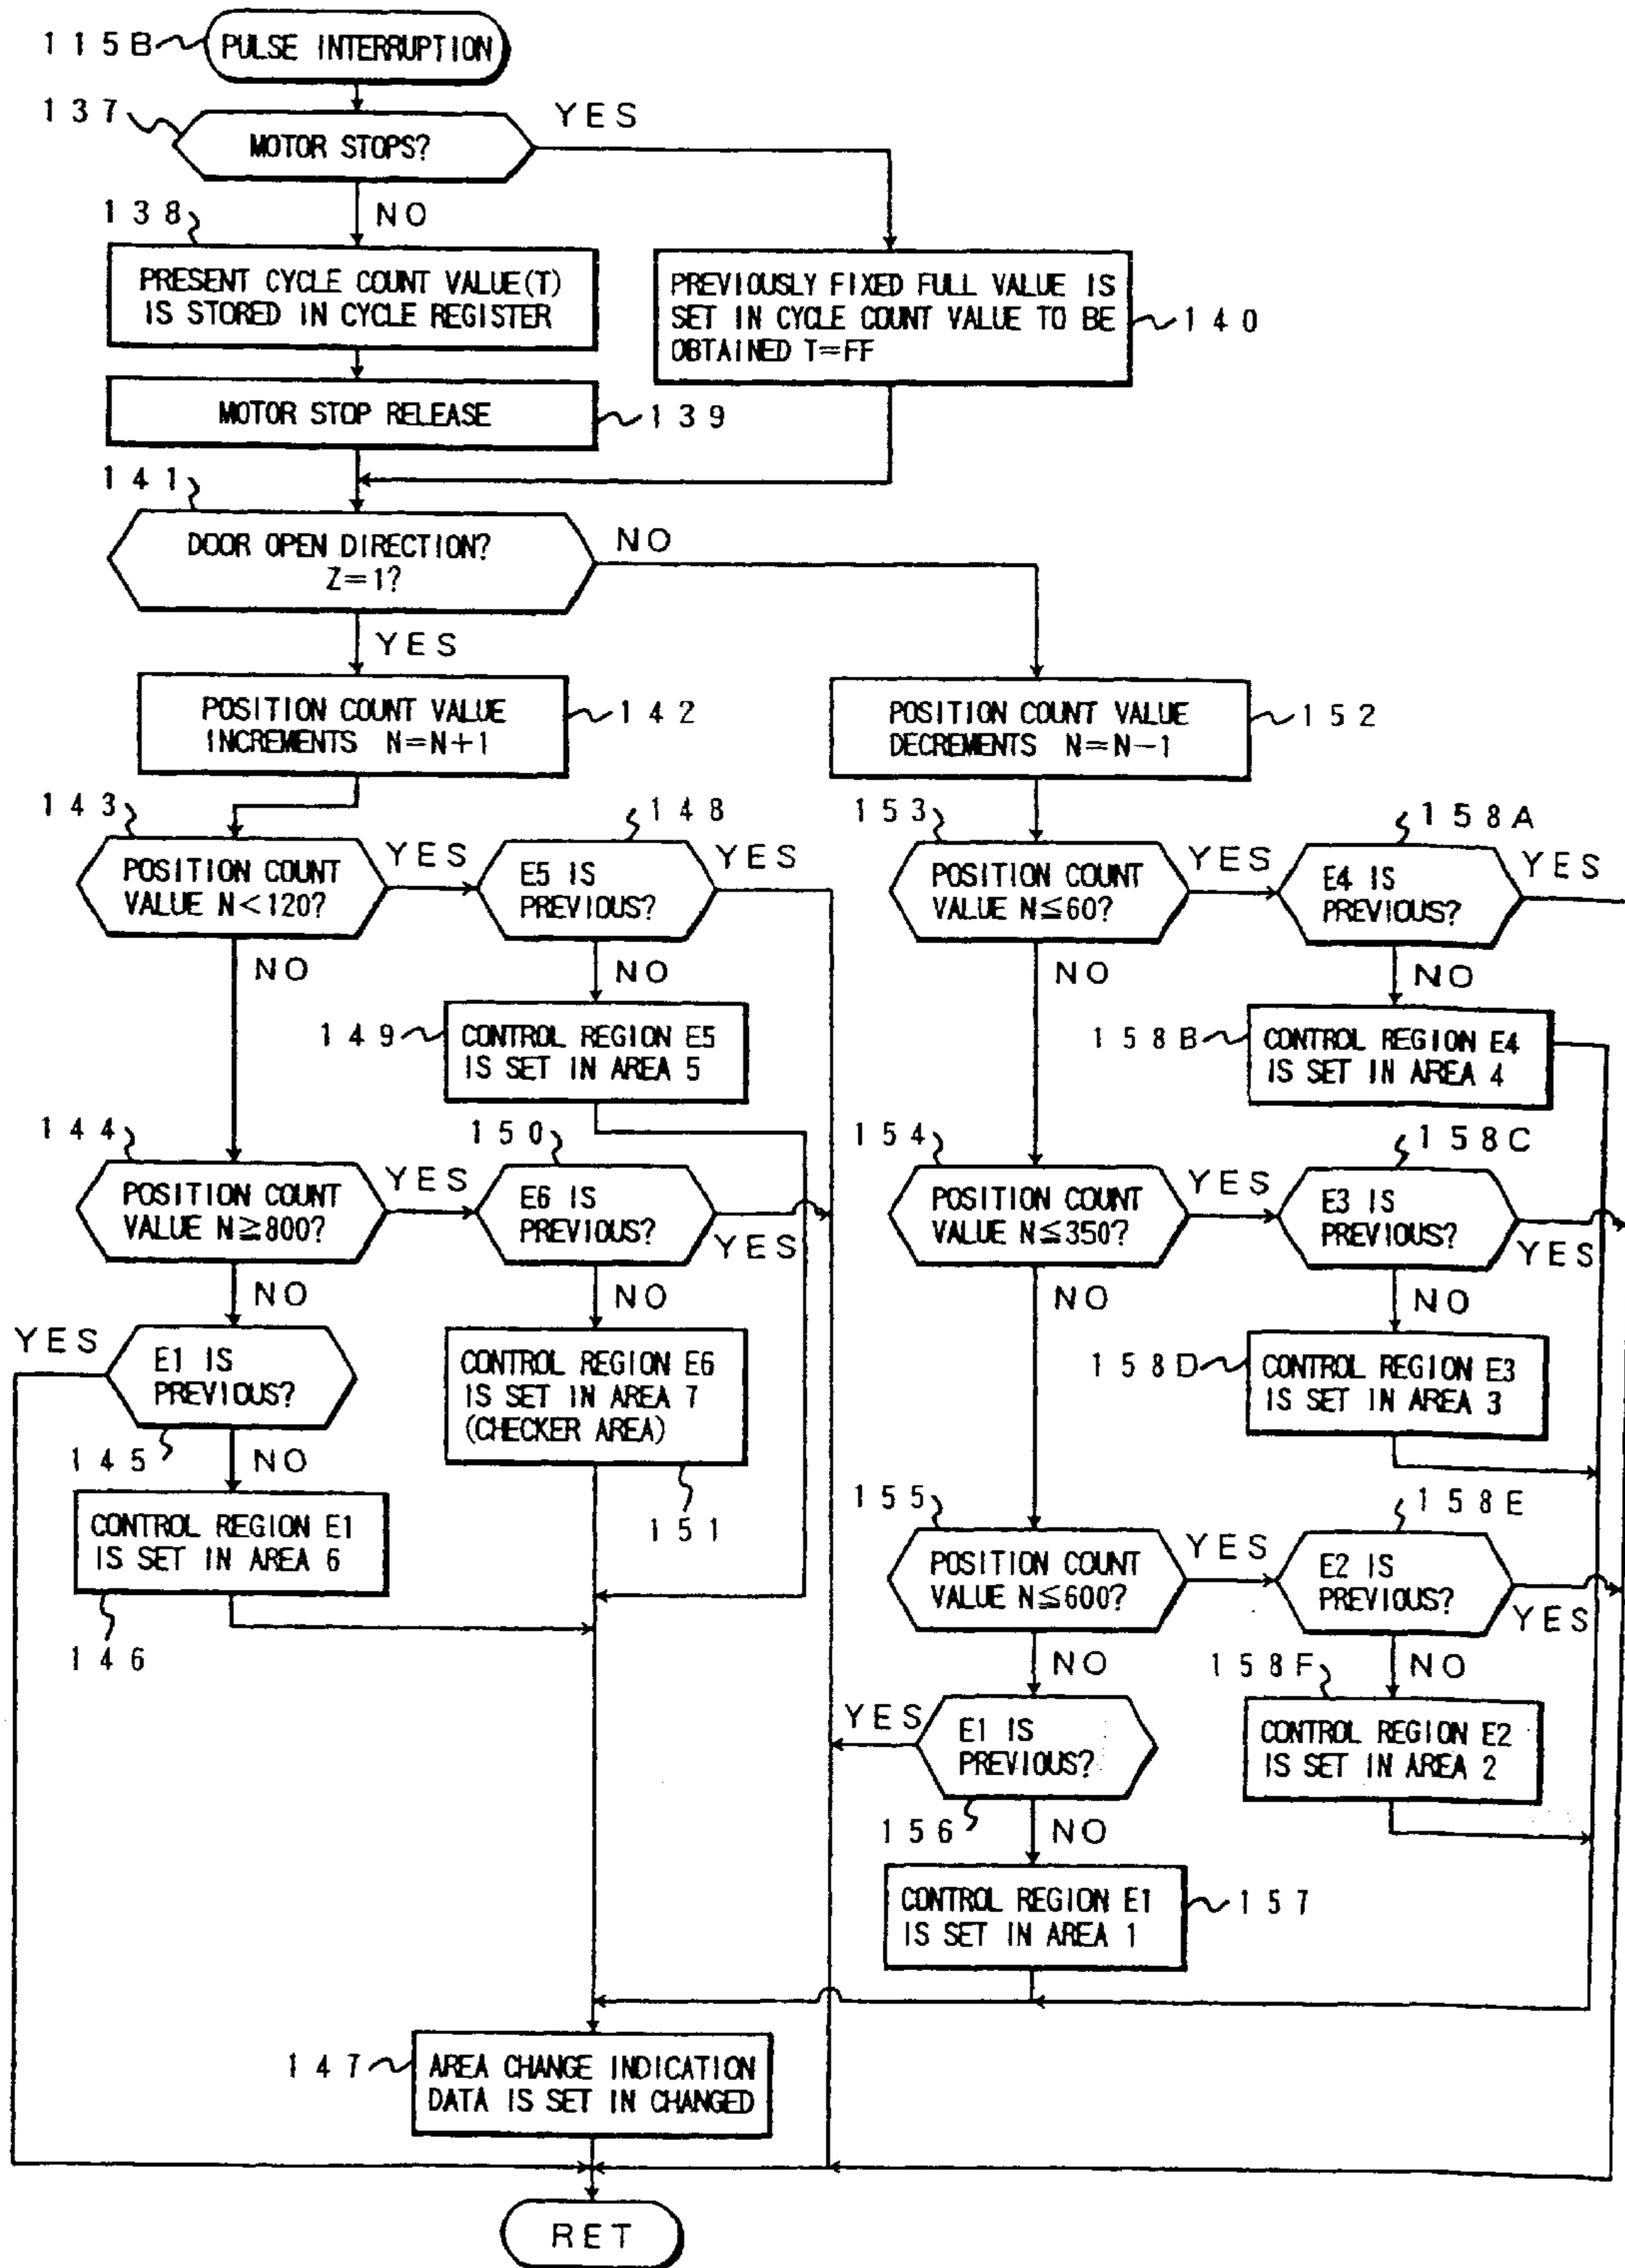 115B
PULSE INTERRUPTION
137
MOTOR STOPS?
YES
NO
138
PRESENT CYCLE COUNT VALUE(T)
IS STORED IN CYCLE REGISTER
PREVIOUSLY FIXED FULL VALUE IS
SET IN CYCLE COUNT VALUE TO BE
OBTAINED T=FF
140
MOTOR STOP RELEASE
139
141
DOOR OPEN DIRECTION?
Z=1?
NO
YES
POSITION COUNT VALUE
INCREMENTS N=N+1
142
POSITION COUNT VALUE
DECREMENTS N=N-1
152
143
POSITION COUNT
VALUE N<120?
YES
NO
148
E5 IS
PREVIOUS?
YES
NO
153
POSITION COUNT
VALUE N≦60?
YES
NO
158A
E4 IS
PREVIOUS?
YES
NO
149
CONTROL REGION E5
IS SET IN AREA 5
158B
CONTROL REGION E4
IS SET IN AREA 4
144
POSITION COUNT
VALUE N≧800?
YES
NO
150
E6 IS
PREVIOUS?
YES
NO
154
POSITION COUNT
VALUE N≦350?
YES
NO
158C
E3 IS
PREVIOUS?
YES
NO
YES
E1 IS
PREVIOUS?
145
NO
CONTROL REGION E6
IS SET IN AREA 7
(CHECKER AREA)
151
158D
CONTROL REGION E3
IS SET IN AREA 3
CONTROL REGION E1
IS SET IN AREA 6
146
155
POSITION COUNT
VALUE N≦600?
YES
NO
158E
E2 IS
PREVIOUS?
YES
NO
YES
E1 IS
PREVIOUS?
156
NO
158F
CONTROL REGION E2
IS SET IN AREA 2
CONTROL REGION E1
IS SET IN AREA 1
157
147
AREA CHANGE INDICATION
DATA IS SET IN CHANGED
RET